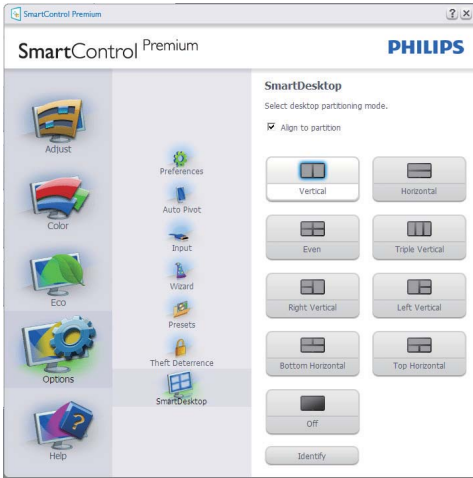 SmartControl Premium
SmartControl Premium
PHILIPS
Adjust
Color
Eco
Options
Help
Preferences
Auto Pivot
Input
Wizard
Presets
Theft Deterrence
SmartDesktop
SmartDesktop
Select desktop partitioning mode.
Align to partition
Vertical
Horizontal
Even
Triple Vertical
Right Vertical
Left Vertical
Bottom Horizontal
Top Horizontal
Off
Identify